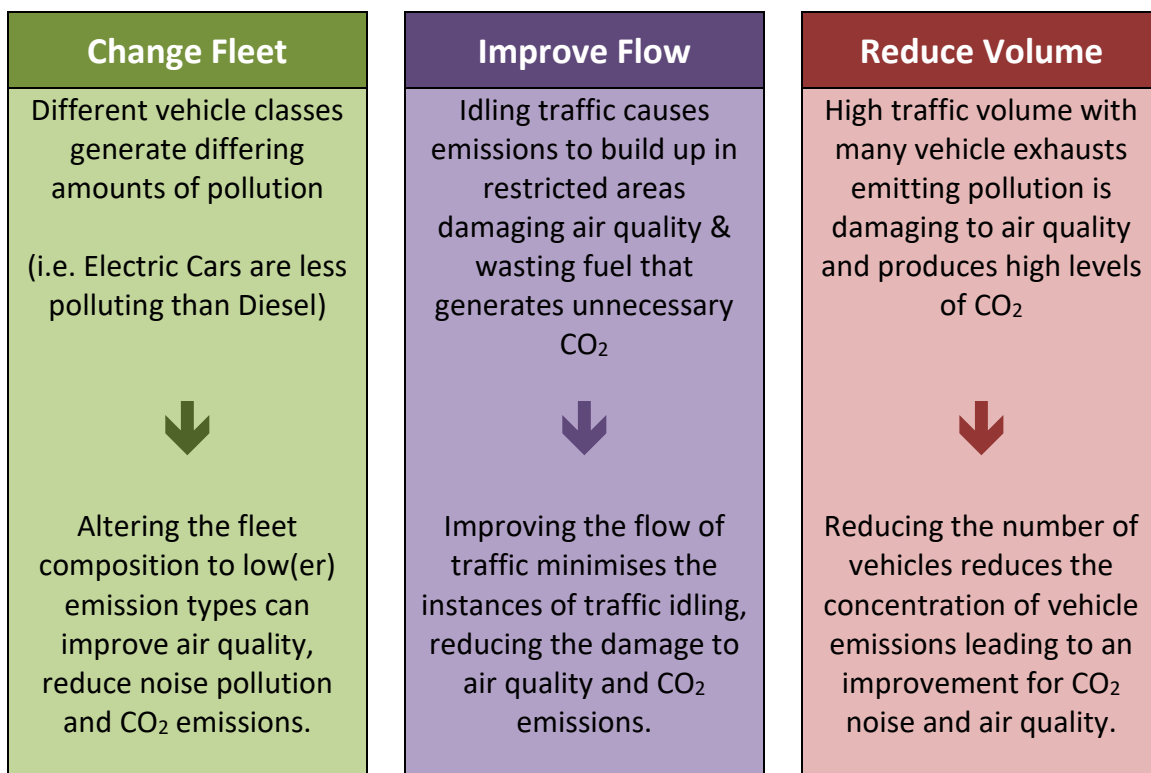 Change Fleet
Different vehicle classes
generate differing
amounts of pollution
(i.e. Electric Cars are less
polluting than Diesel)
Altering the fleet
composition to low(er)
emission types can
improve air quality,
reduce noise pollution
and CO₂ emissions.
Improve Flow
Idling traffic causes
emissions to build up in
restricted areas
damaging air quality &
wasting fuel that
generates unnecessary
CO₂
Improving the flow of
traffic minimises the
instances of traffic idling,
reducing the damage to
air quality and CO₂
emissions.
Reduce Volume
High traffic volume with
many vehicle exhausts
emitting pollution is
damaging to air quality
and produces high levels
of CO₂
Reducing the number of
vehicles reduces the
concentration of vehicle
emissions leading to an
improvement for CO₂
noise and air quality.